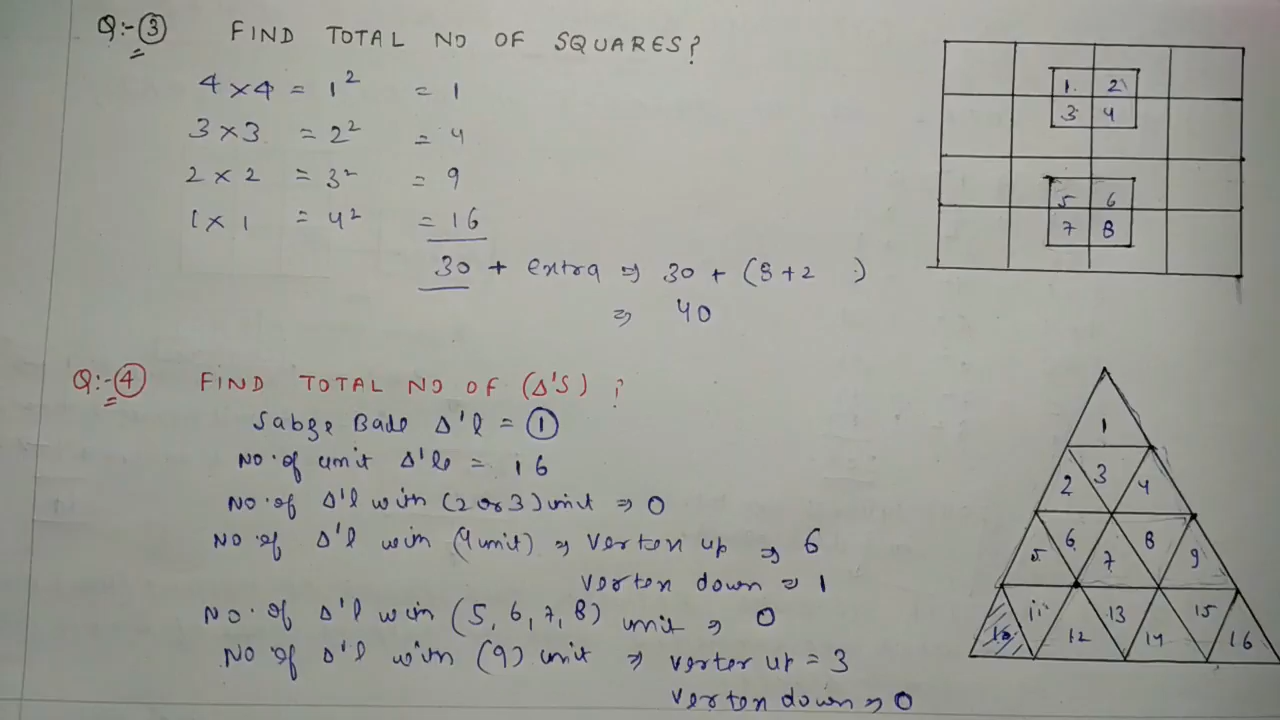 Q:-③ FIND TOTAL NO OF SQUARES?
4 × 4 = 1² = 1
3 × 3 = 2² = 4
2 × 2 = 3² = 9
1 × 1 = 4² = 16
30 + extra ⇒ 30 + (8+2 )
⇒ 40
1 2
3 4
5 6
7 8
Q:-④ FIND TOTAL NO OF (Δ'S) ;
Sabse Bade Δ'l = ①
No. of unit Δ'le = 16
No. of Δ'l with (2 or 3) unit ⇒ 0
No. of Δ'l with (4 unit) ⇒ vertex up ⇒ 6
vertex down ⇒ 1
No. of Δ'l with (5, 6, 7, 8) unit ⇒ 0
No of Δ'l with (9) unit ⇒ vertex up = 3
vertex down ⇒ 0
1
2 3 4
5 6 7 8 9
10 11 12 13 14 15 16